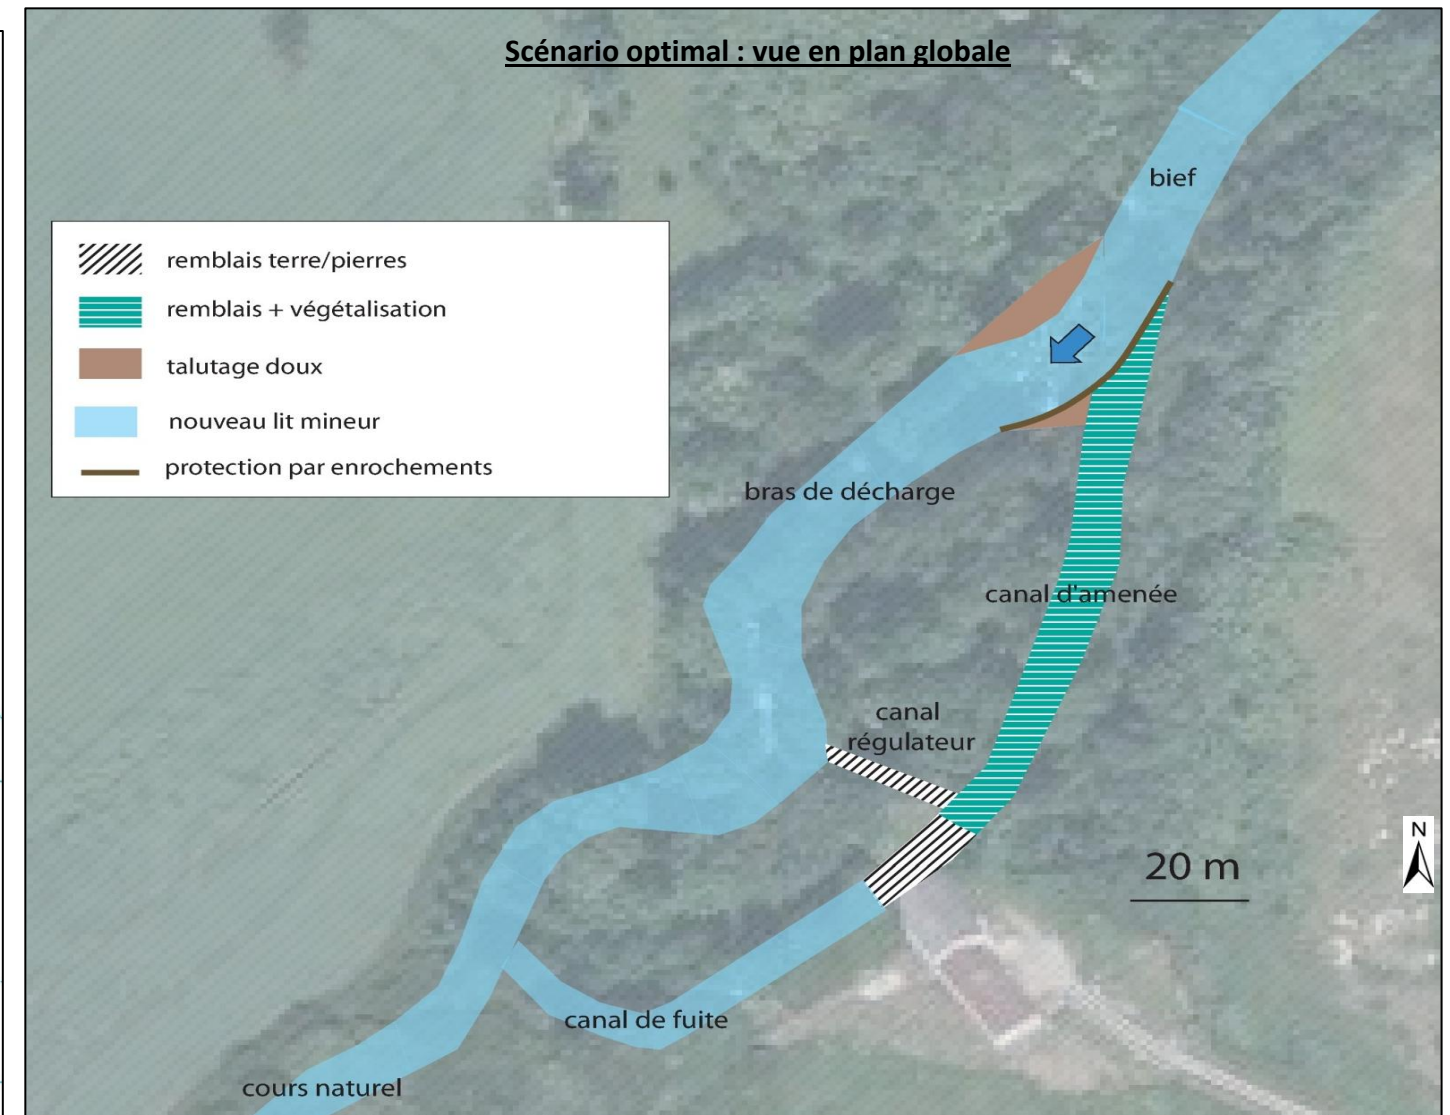 Scénario optimal : vue en plan globale
bief
remblais terre/pierres
remblais + végétalisation
talutage doux
nouveau lit mineur
protection par enrochements
bras de décharge
canal d'amenée
canal
régulateur
N
20 m
canal de fuite
cours naturel